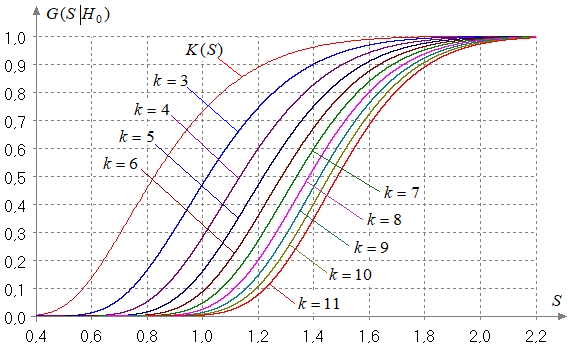 G(S|H₀)
1,0
K(S)
0,9
k = 3
0,8
0,7
k = 4
k = 5
0,6
k = 6
0,5
k = 7
0,4
k = 8
0,3
k = 9
0,2
k = 10
0,1
k = 11
S
0,0
0,4 0,6 0,8 1,0 1,2 1,4 1,6 1,8 2,0 2,2